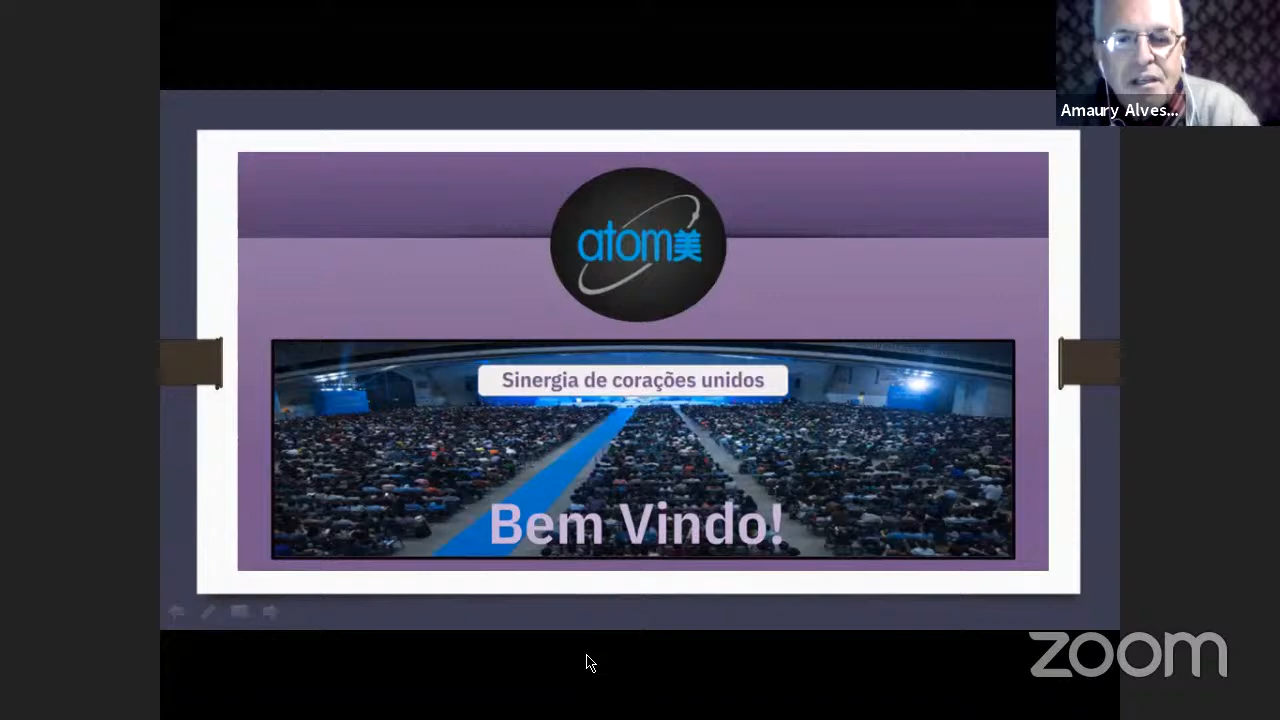 Amaury Alves...
atom美
Sinergia de corações unidos
Bem Vindo!
zoom